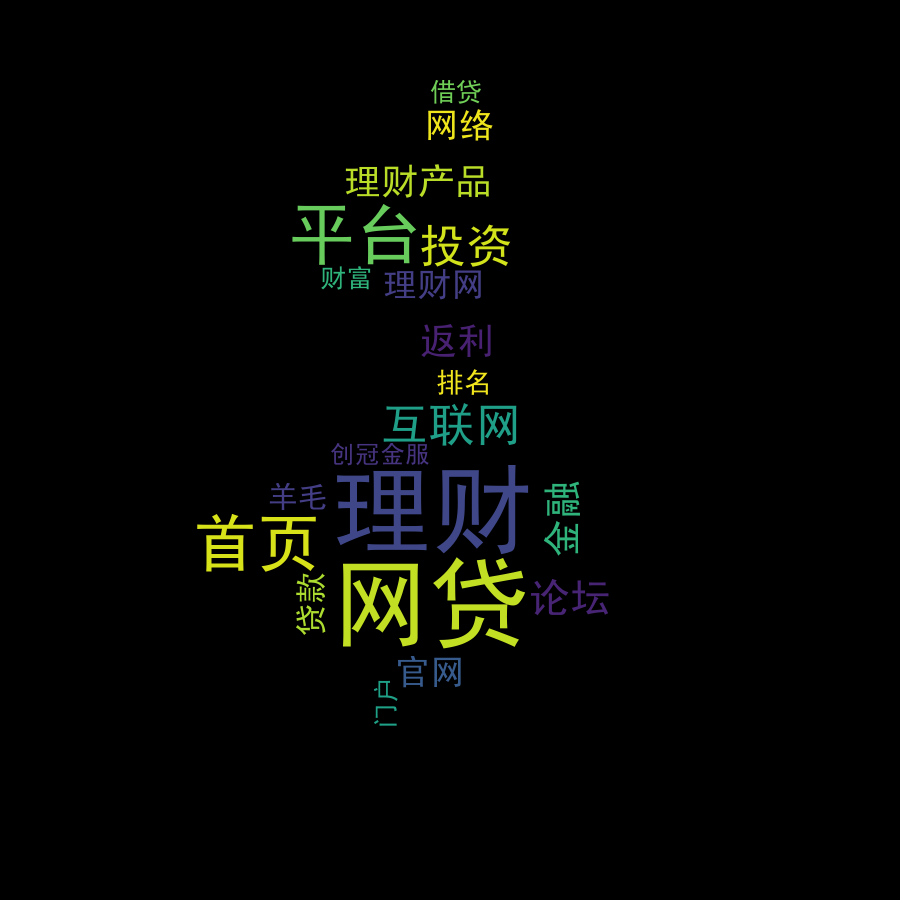 借贷
网络
理财产品
平台
投资
财富
理财网
返利
排名
互联网
创冠金服
理财
羊毛
金融
首页
网贷
贷款
论坛
官网
门户